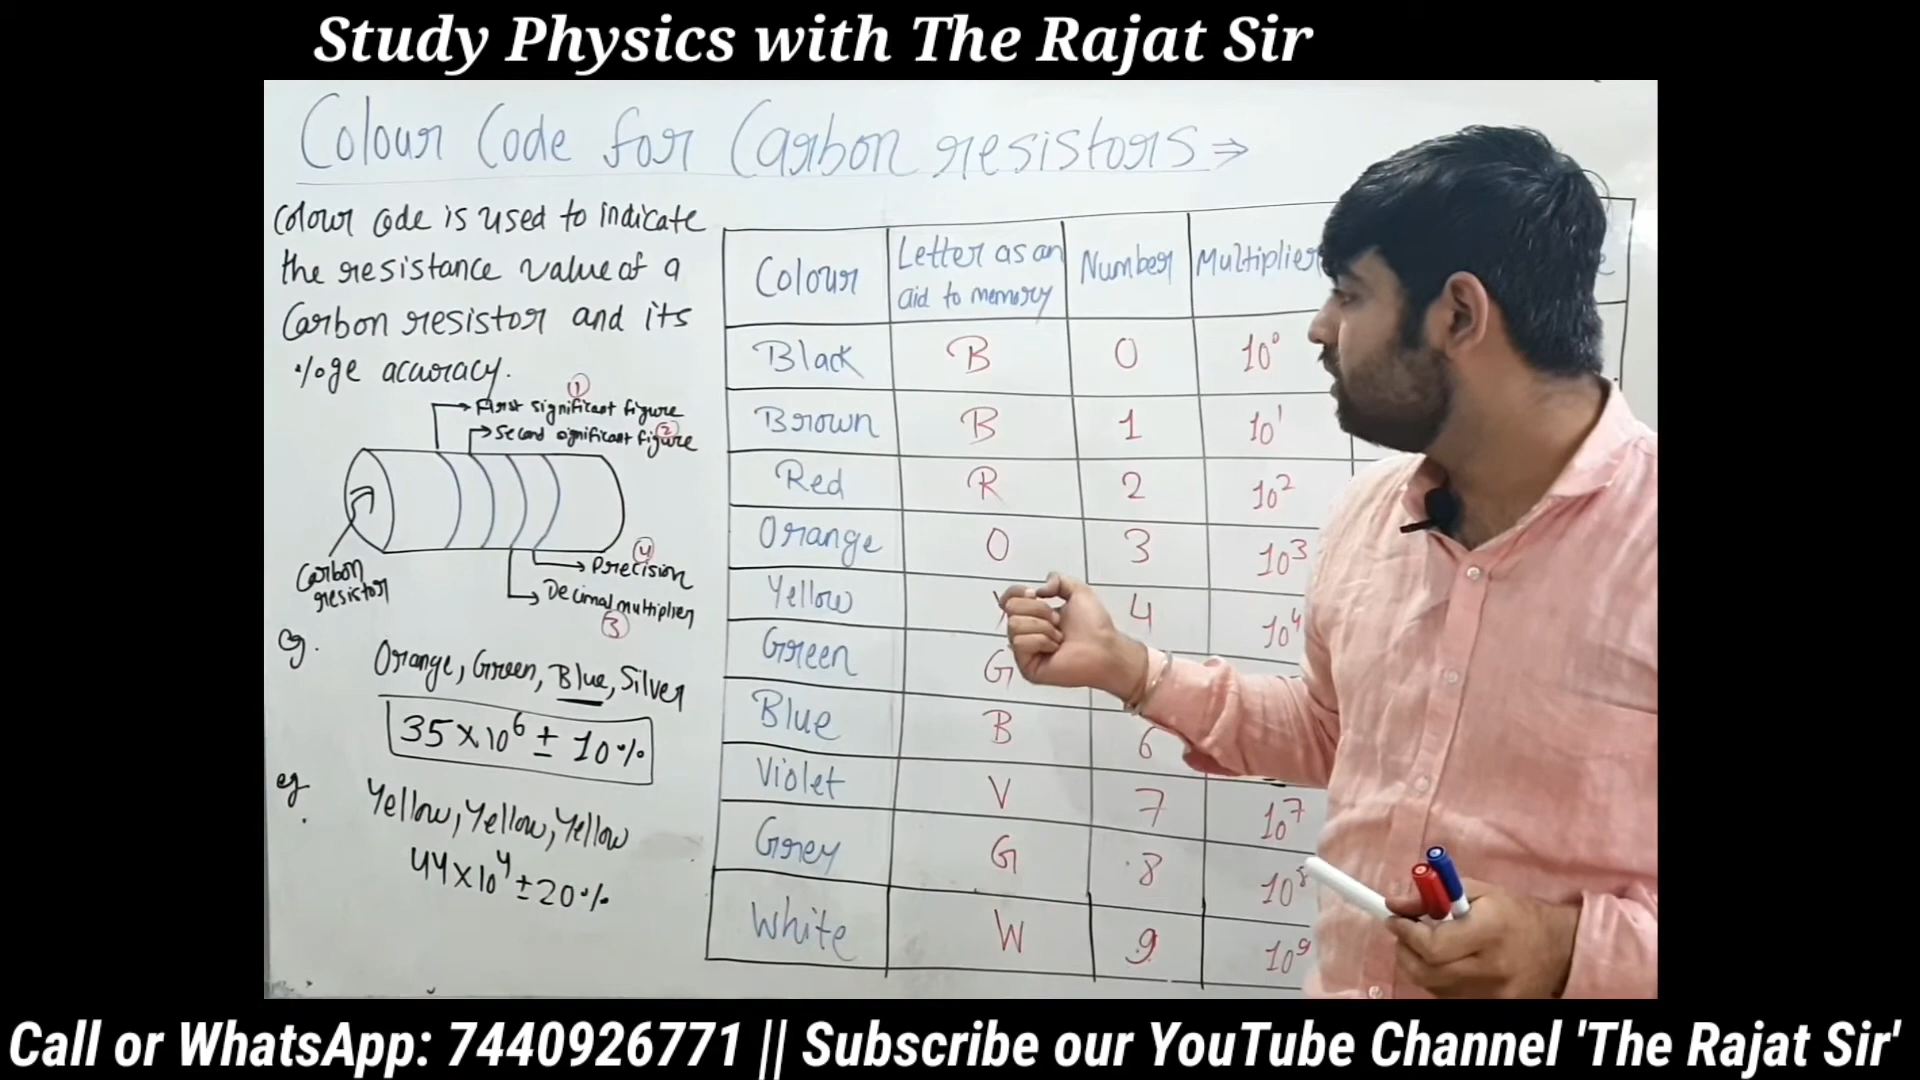 Study Physics with The Rajat Sir
Colour Code for Carbon resistors ⇒
Colour code is used to indicate
the resistance value of a
Carbon resistor and its
%ge accuracy.
①
First significant figure
Second significant figure
②
Carbon
resistor
④
Precision
Decimal multiplier
③
eg. Orange, Green, Blue, Silver
35 × 10⁶ ± 10%
eg. Yellow, Yellow, Yellow
44 × 10⁴ ± 20%
Colour Letter as an aid to memory Number Multiplier
Black B 0 10⁰
Brown B 1 10¹
Red R 2 10²
Orange O 3 10³
Yellow 4 10⁴
Green G
Blue B 6
Violet V 7 10⁷
Grey G 8 10⁸
White W 9 10⁹
Call or WhatsApp: 7440926771 || Subscribe our YouTube Channel 'The Rajat Sir'